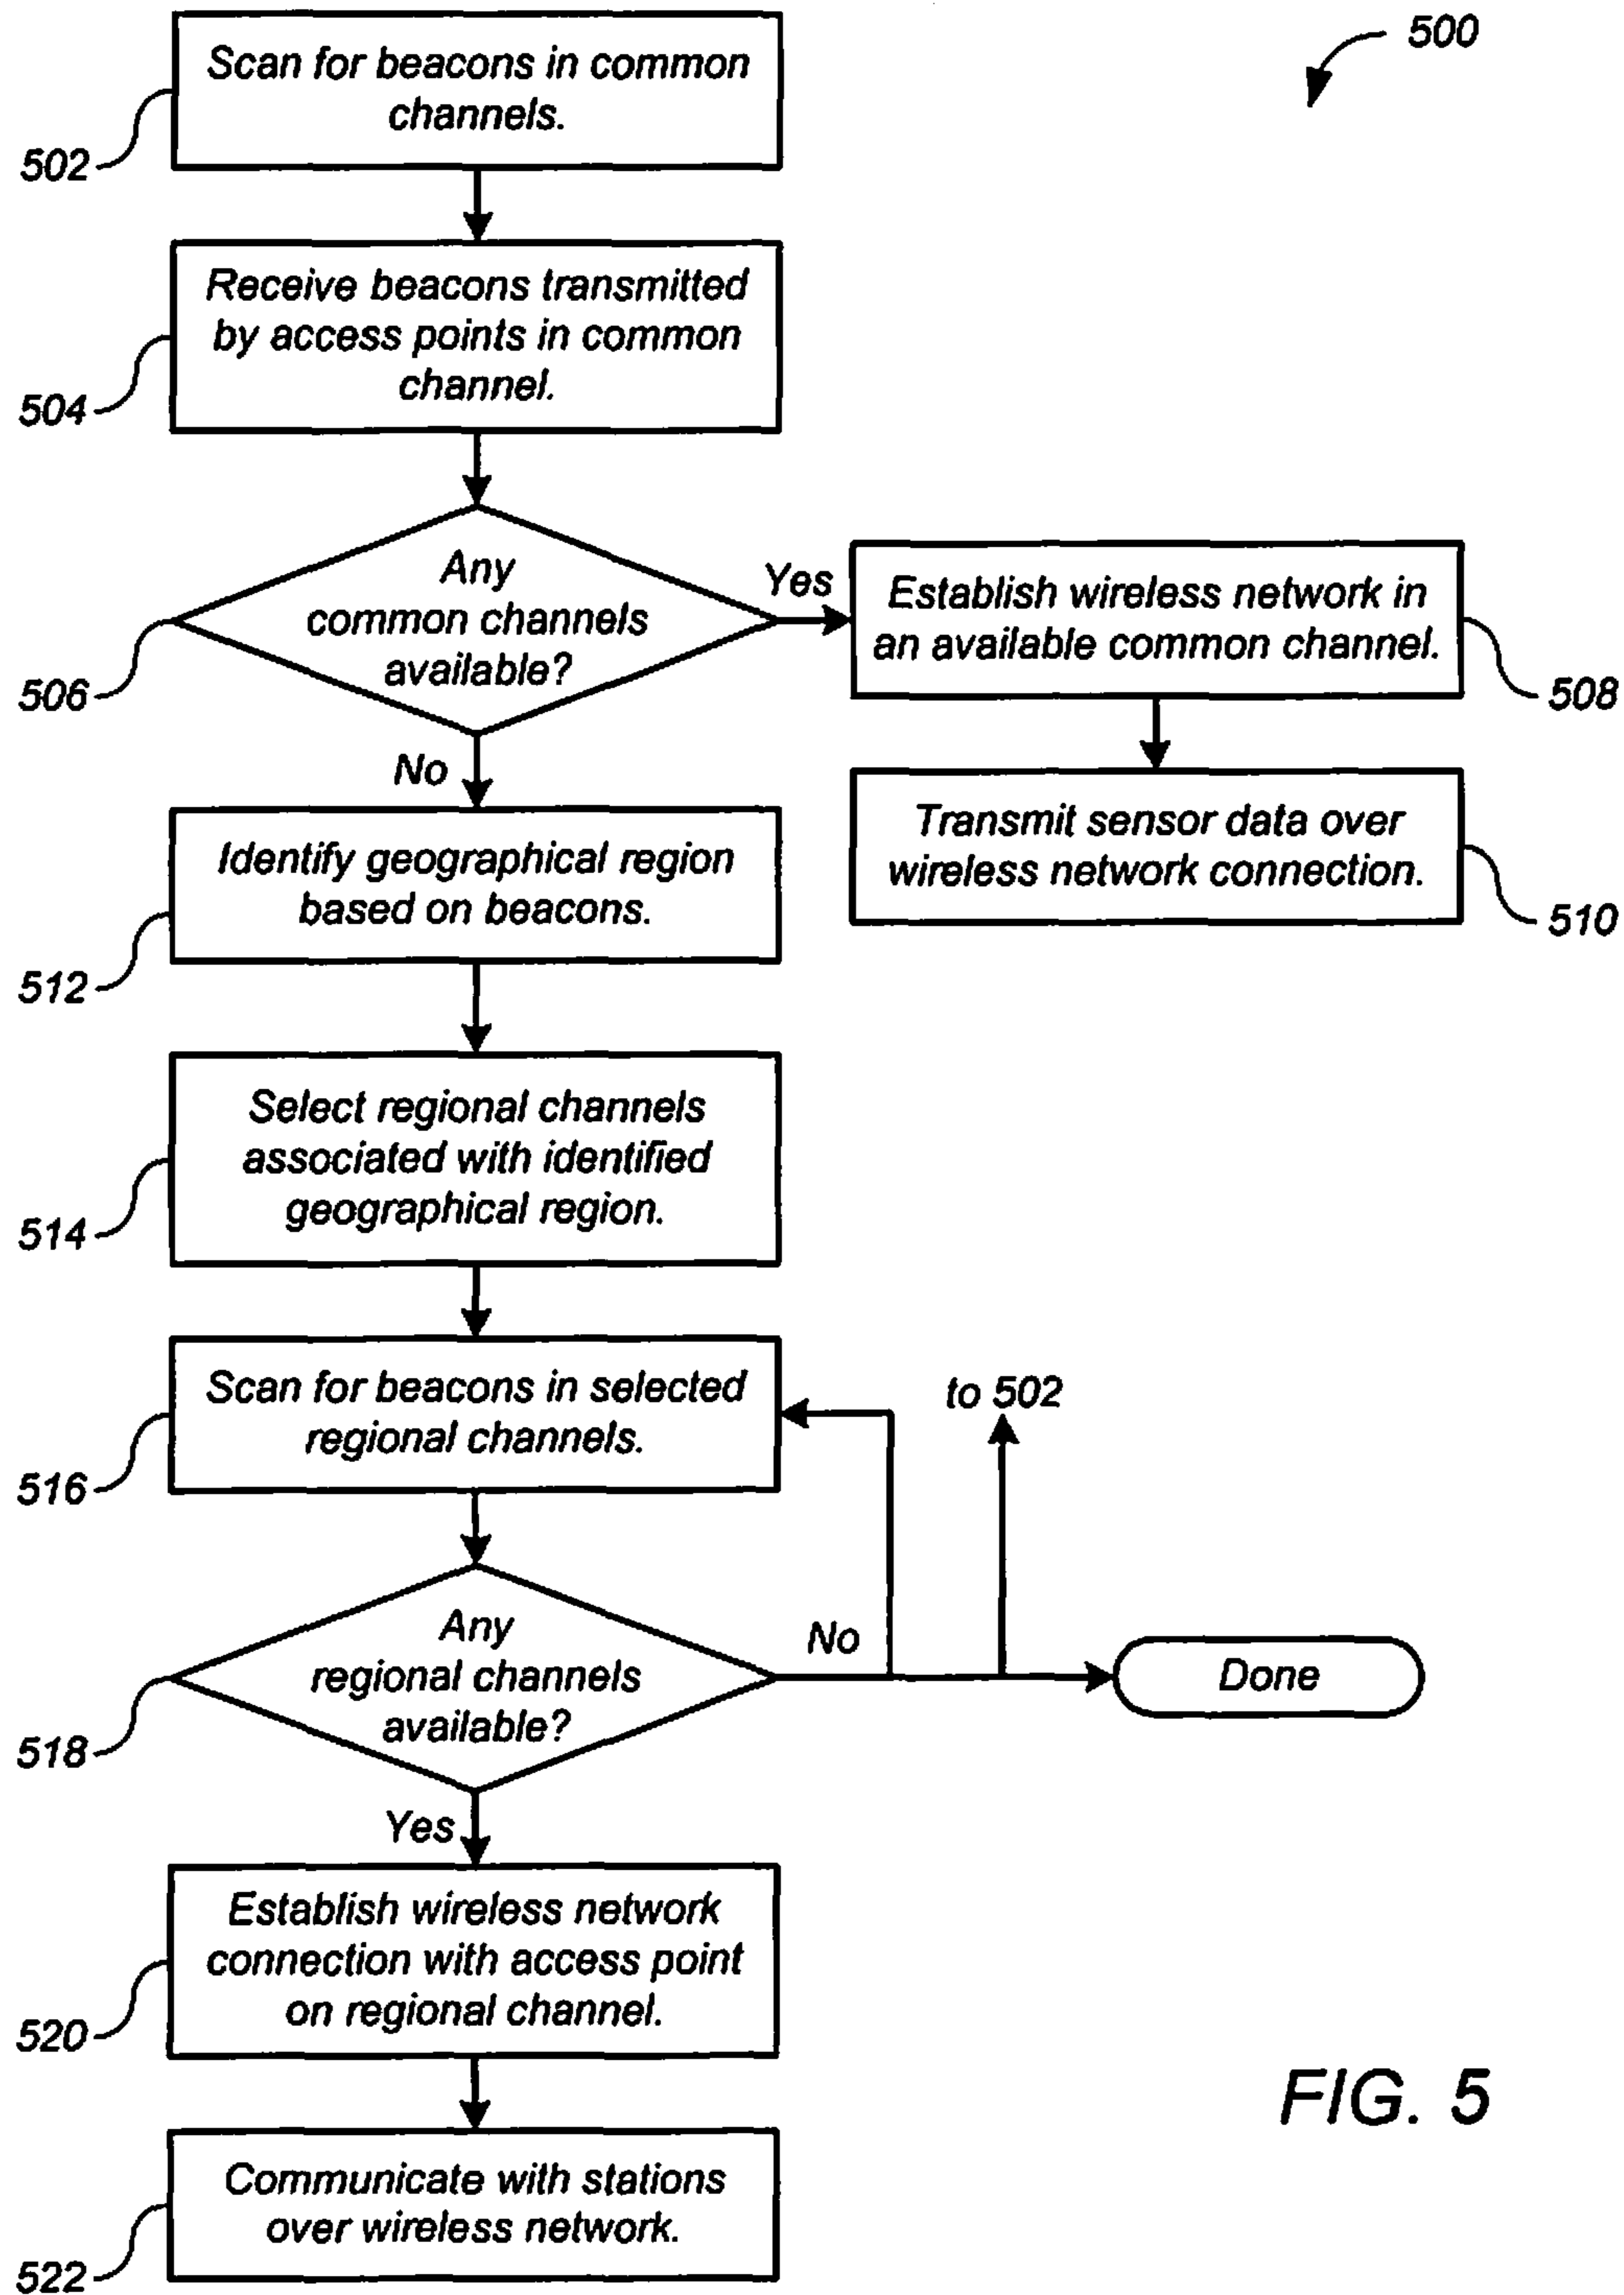 500
Scan for beacons in common
channels.
502
Receive beacons transmitted
by access points in common
channel.
504
Any
common channels
available?
506
Yes
Establish wireless network in
an available common channel.
508
No
Transmit sensor data over
wireless network connection.
510
Identify geographical region
based on beacons.
512
Select regional channels
associated with identified
geographical region.
514
Scan for beacons in selected
regional channels.
516
to 502
Any
regional channels
available?
518
No
Done
Yes
Establish wireless network
connection with access point
on regional channel.
520
Communicate with stations
over wireless network.
522
FIG. 5